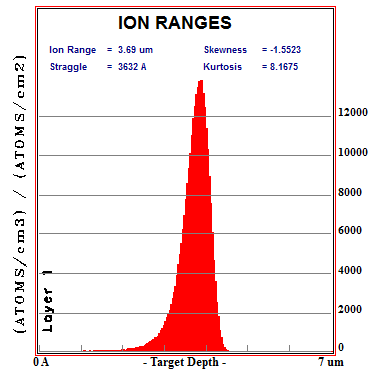 ION RANGES
Ion Range = 3.69 um Skewness = -1.5523
Straggle = 3632 A Kurtosis = 8.1675
(ATOMS/cm3) / (ATOMS/cm2)
Layer 1
12000
10000
8000
6000
4000
2000
0
0 A - Target Depth - 7 um